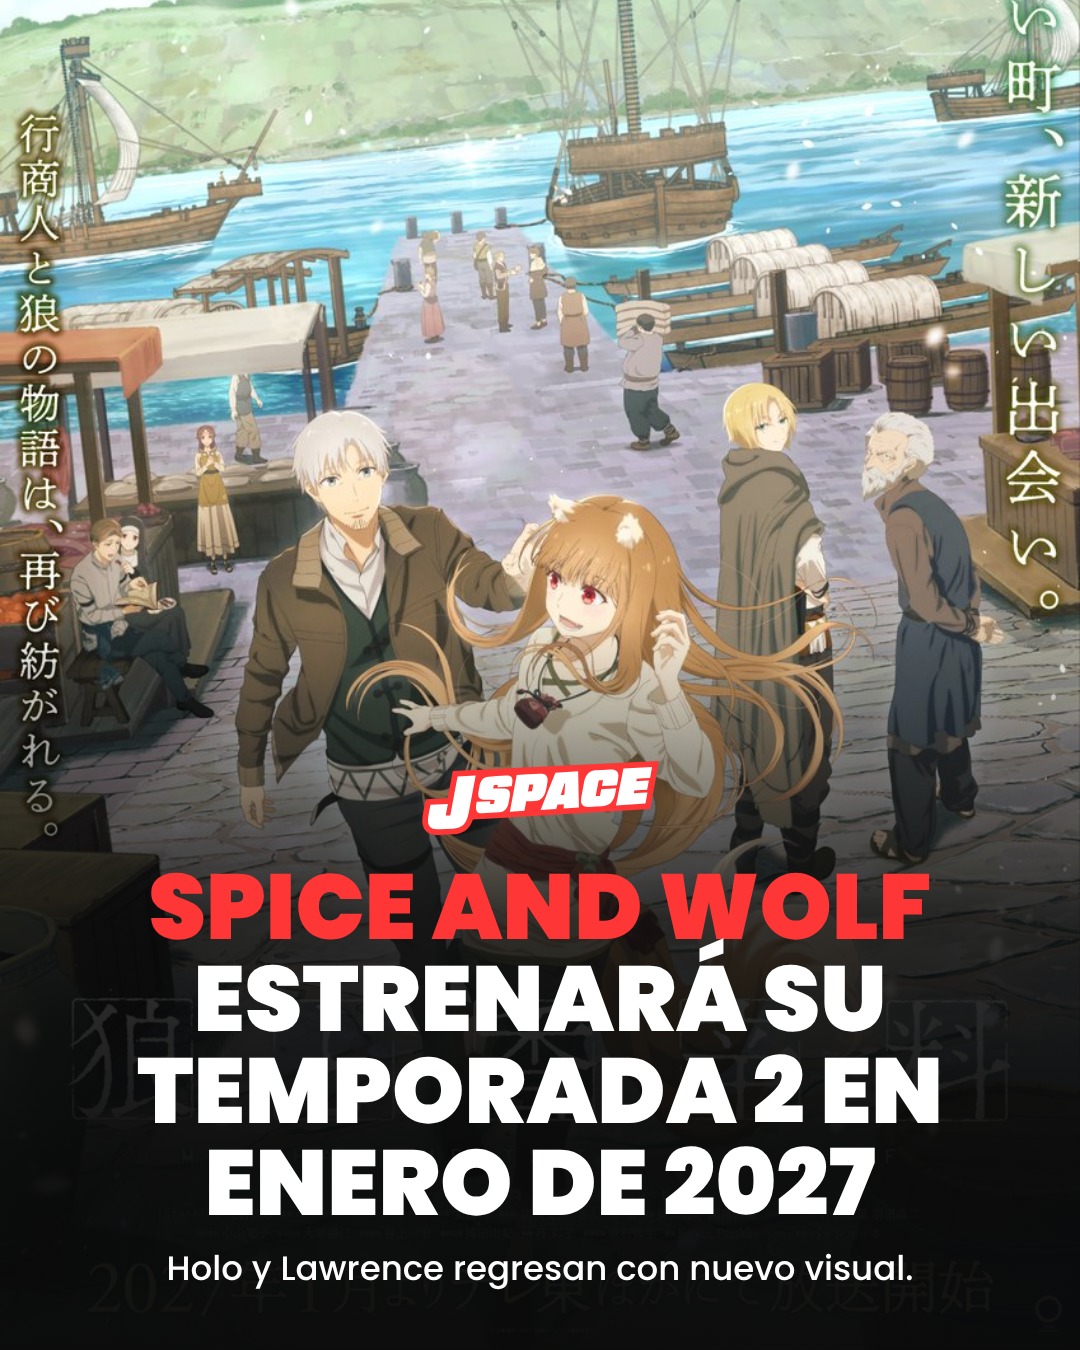 い町、新しい出会い。
行商人と狼の物語は、再び紡がれる。
JSPACE
SPICE AND WOLF
ESTRENARÁ SU
TEMPORADA 2 EN
ENERO DE 2027
Holo y Lawrence regresan con nuevo visual.